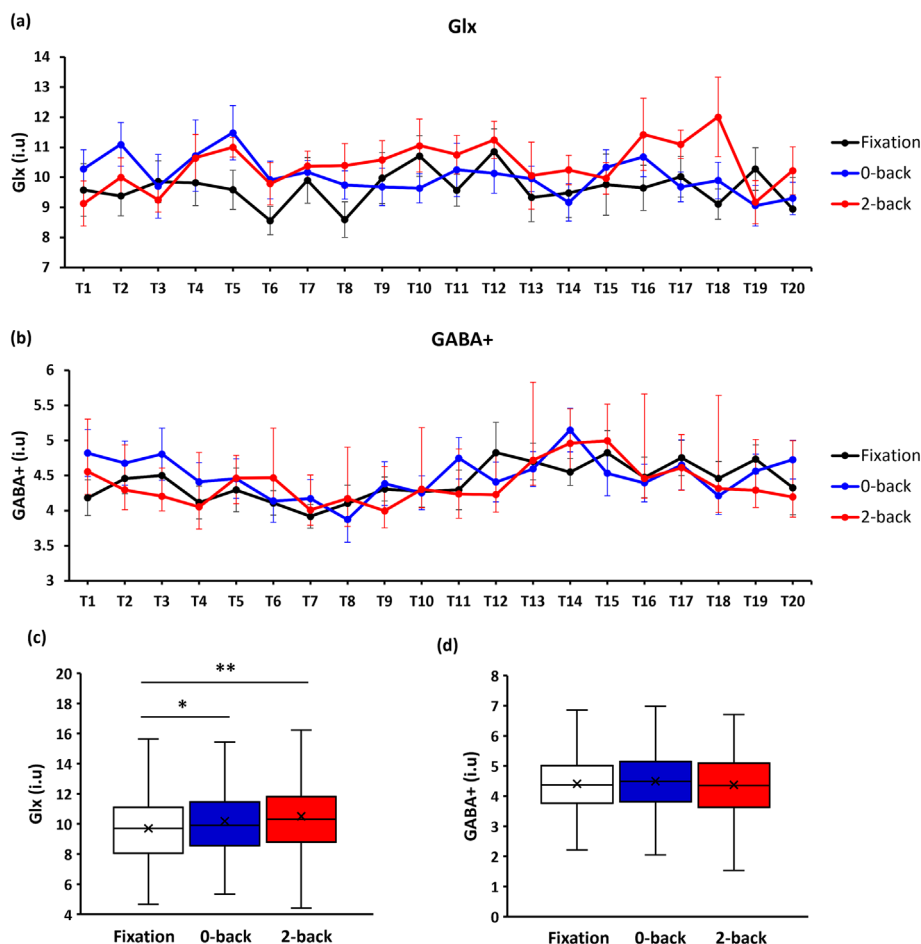 (a)
Glx
14
13
12
11
10
9
8
7
Glx (i.u)
T1 T2 T3 T4 T5 T6 T7 T8 T9 T10 T11 T12 T13 T14 T15 T16 T17 T18 T19 T20
Fixation
0-back
2-back
(b)
GABA+
6
5.5
5
4.5
4
3.5
3
GABA+ (i.u)
T1 T2 T3 T4 T5 T6 T7 T8 T9 T10 T11 T12 T13 T14 T15 T16 T17 T18 T19 T20
Fixation
0-back
2-back
(c)
20
18
16
14
12
10
8
6
4
Glx (i.u)
**
*
Fixation 0-back 2-back
(d)
8
7
6
5
4
3
2
1
0
GABA+ (i.u)
Fixation 0-back 2-back